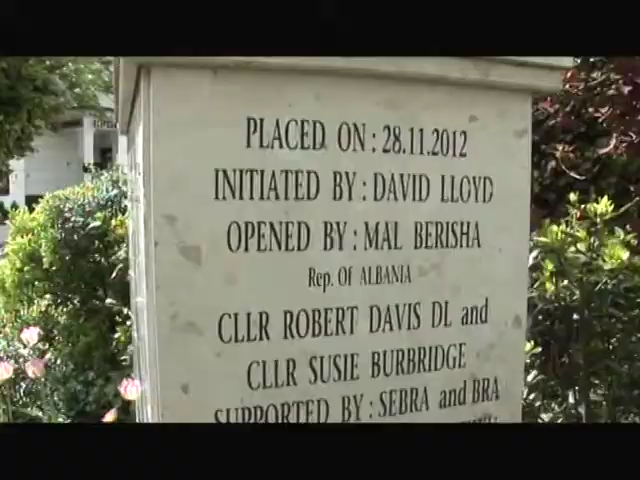 PLACED ON : 28.11.2012
INITIATED BY : DAVID LLOYD
OPENED BY : MAL BERISHA
Rep. Of ALBANIA
CLLR ROBERT DAVIS DL and
CLLR SUSIE BURBRIDGE
SUPPORTED BY : SEBRA and BRA